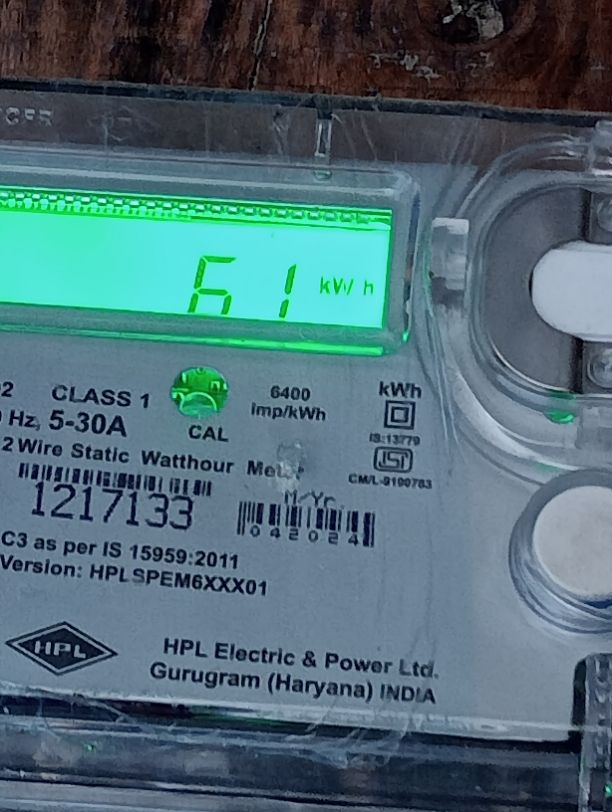 61 kWh
CLASS 1
6400
imp/kWh
kWh
Hz, 5-30A
CAL
IS:13779
2 Wire Static Watthour
CM/L-9100783
1217133
M/Yr.
042024
C3 as per IS 15959:2011
Version: HPLSPEM6XXX01
HPL
HPL Electric & Power Ltd.
Gurugram (Haryana) INDIA